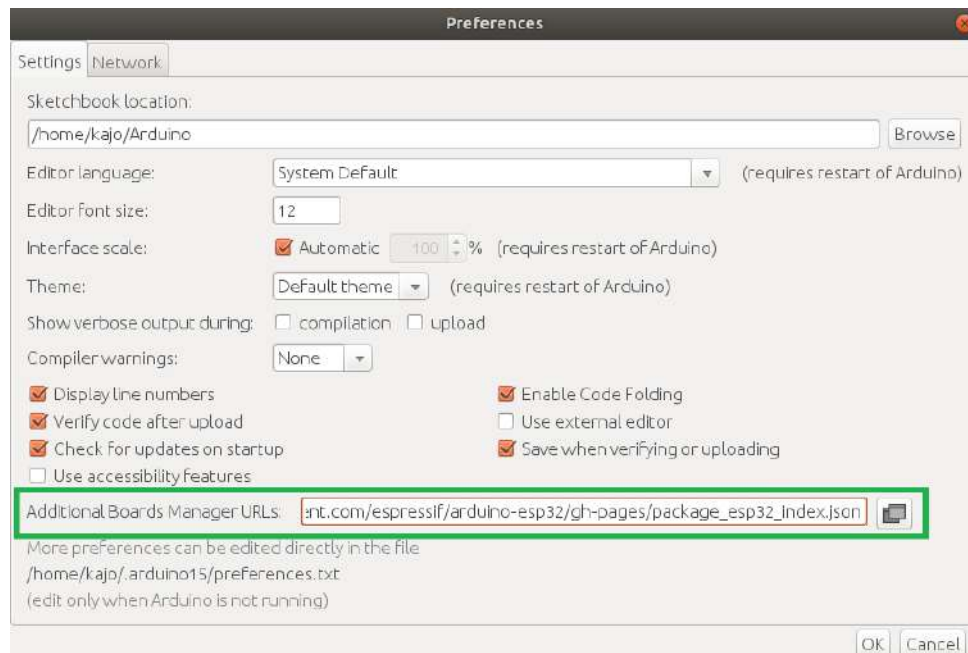 Preferences
Settings Network
Sketchbook location:
/home/kajo/Arduino Browse
Editor language: System Default (requires restart of Arduino)
Editor font size: 12
Interface scale: Automatic 100 % (requires restart of Arduino)
Theme: Default theme (requires restart of Arduino)
Show verbose output during: compilation upload
Compiler warnings: None
Display line numbers Enable Code Folding
Verify code after upload Use external editor
Check for updates on startup Save when verifying or uploading
Use accessibility features
Additional Boards Manager URLs: ent.com/espressif/arduino-esp32/gh-pages/package_esp32_index.json
More preferences can be edited directly in the file
/home/kajo/.arduino15/preferences.txt
(edit only when Arduino is not running)
OK Cancel